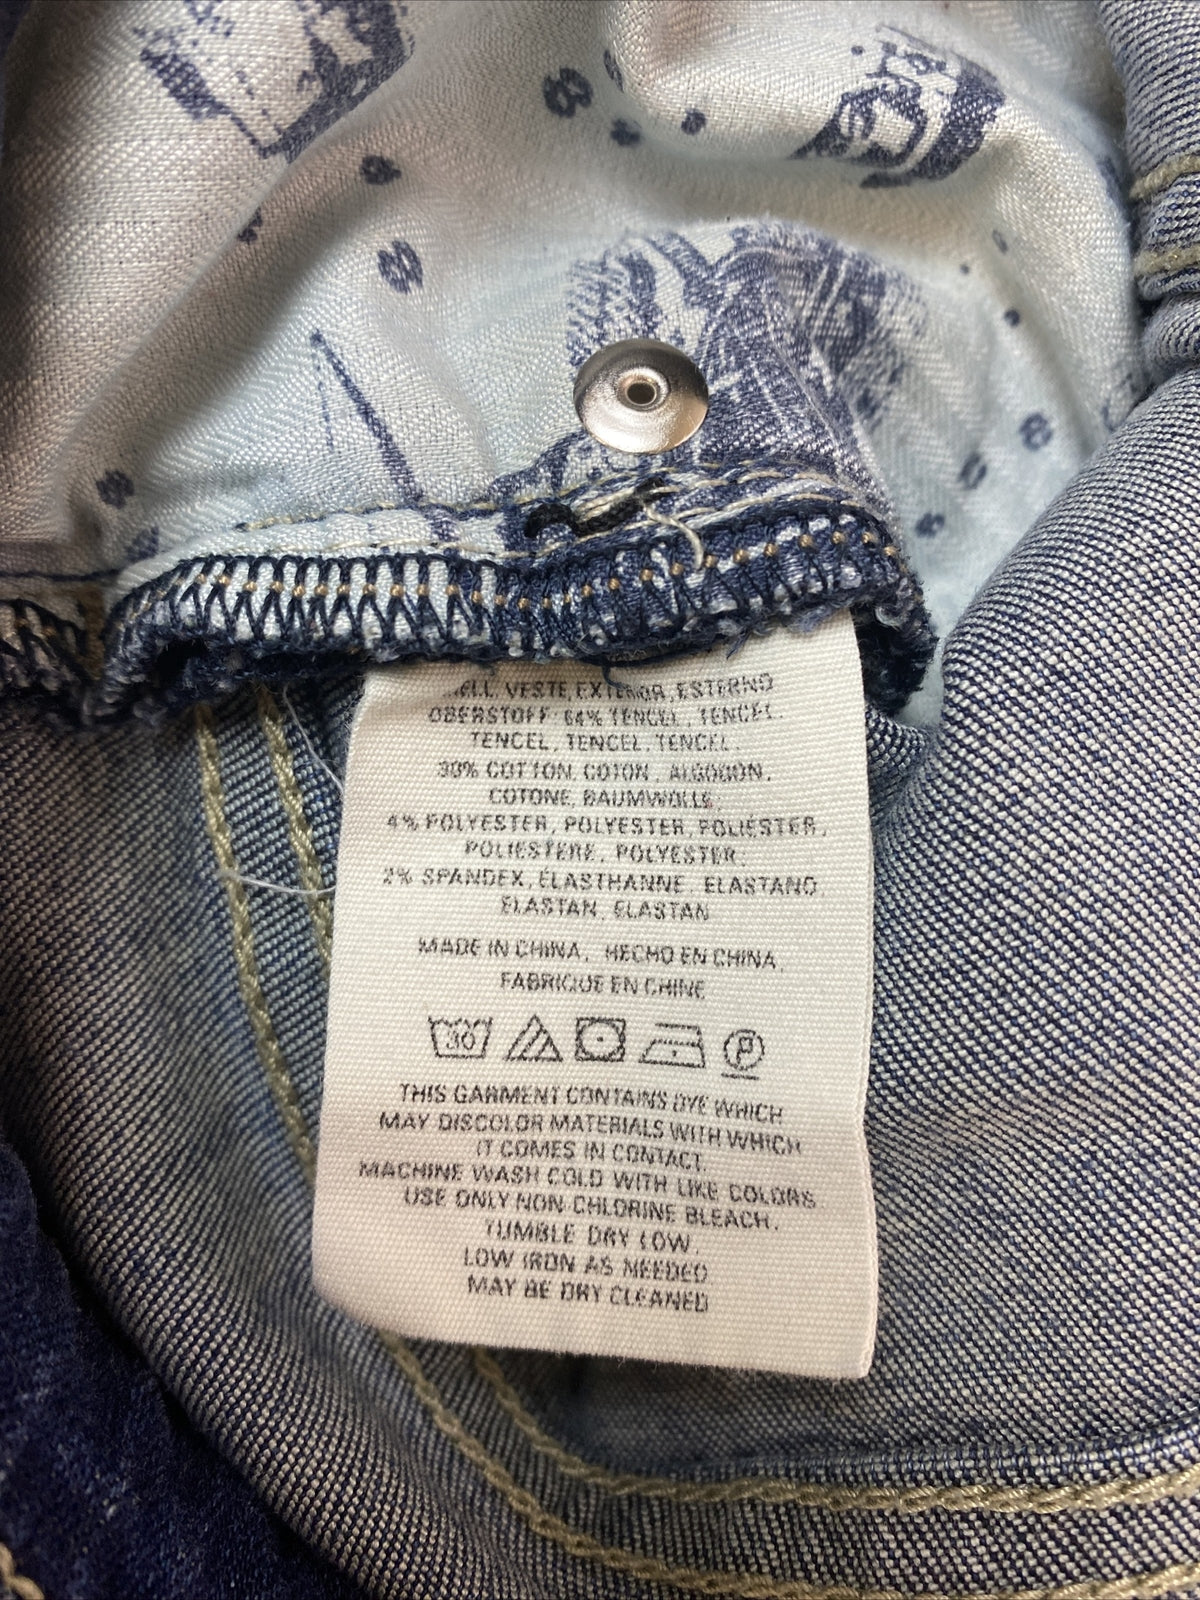 VESTE, EXTERIOR, ESTERNO
OBERSTOFF: 64% TENCEL, TENCEL,
TENCEL, TENCEL, TENCEL.
30% COTTON, COTON, ALGODON,
COTONE, BAUMWOLLE;
4% POLYESTER, POLYESTER, POLIÉSTER,
POLIESTERE, POLYESTER;
2% SPANDEX, ÉLASTHANNE, ELASTANO,
ELASTAN, ELASTAN
MADE IN CHINA, HECHO EN CHINA,
FABRIQUE EN CHINE
30 P
THIS GARMENT CONTAINS DYE WHICH
MAY DISCOLOR MATERIALS WITH WHICH
IT COMES IN CONTACT.
MACHINE WASH COLD WITH LIKE COLORS
USE ONLY NON-CHLORINE BLEACH.
TUMBLE DRY LOW.
LOW IRON AS NEEDED
MAY BE DRY CLEANED